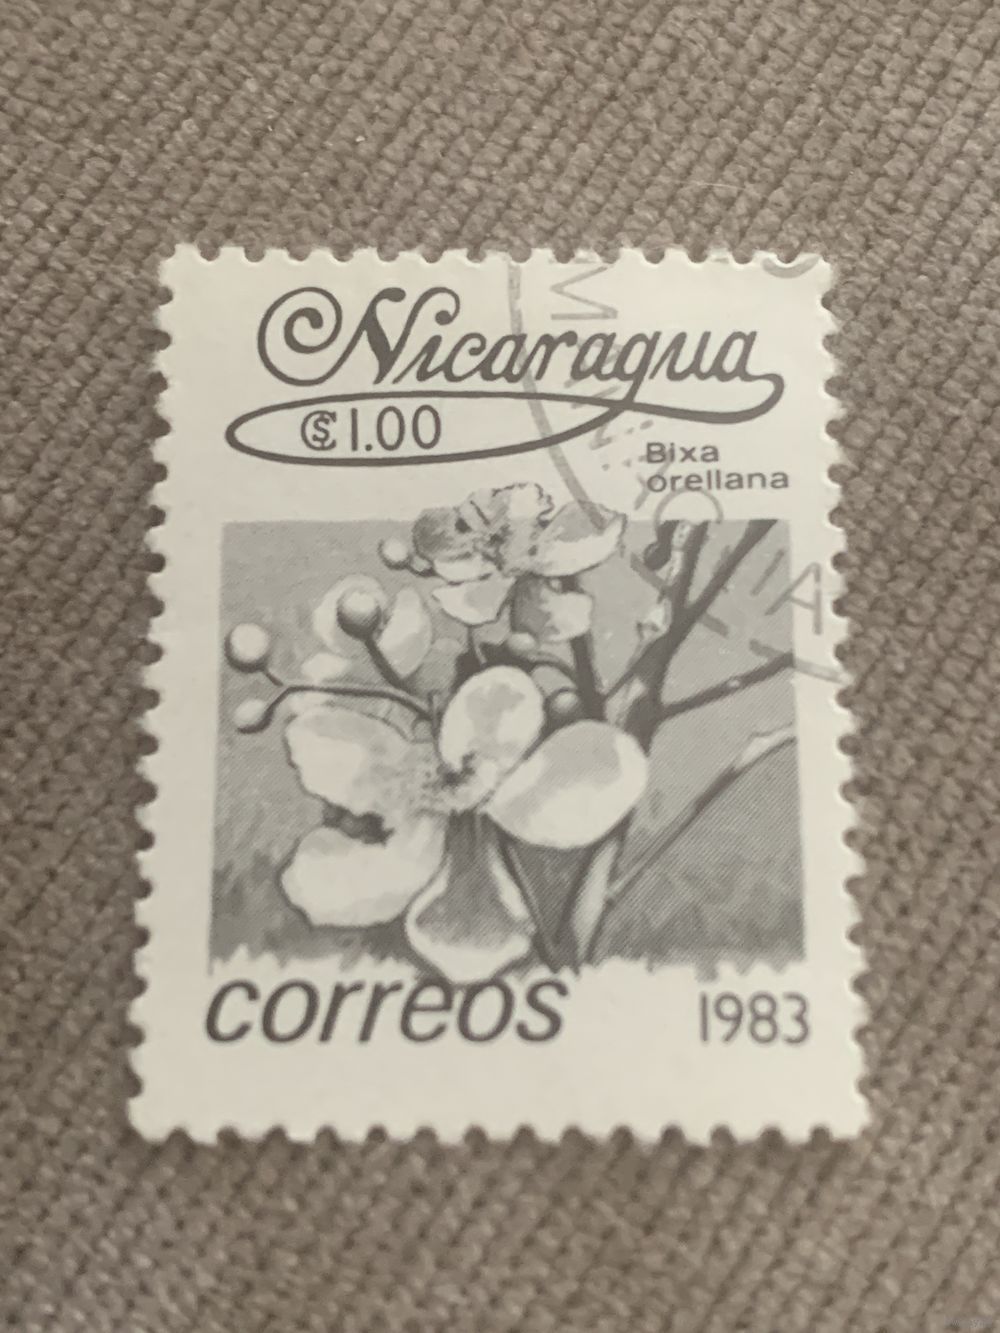 Nicaragua
C$1.00
Bixa
orellana
correos
1983